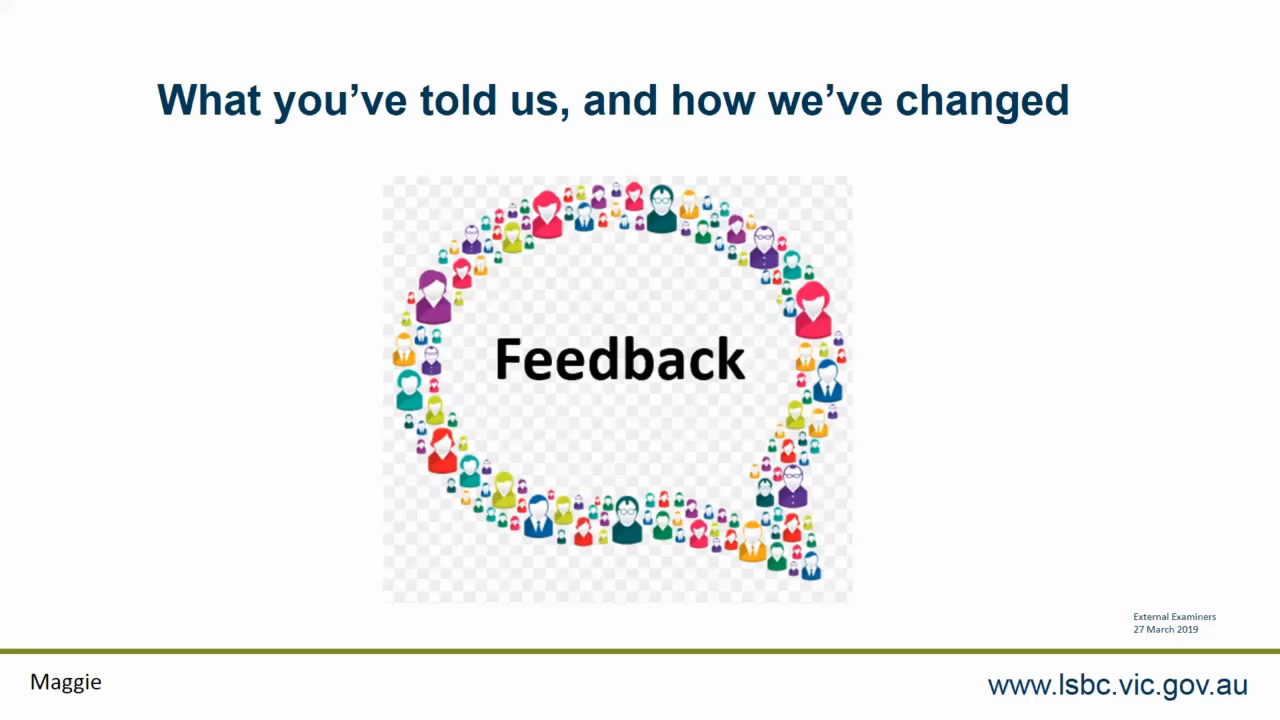 What you’ve told us, and how we’ve changed
Feedback
External Examiners
27 March 2019
Maggie
www.lsbc.vic.gov.au